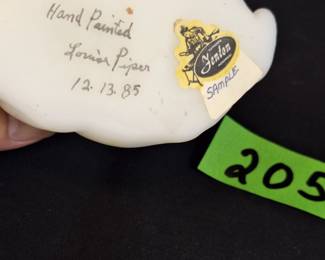 Hand Painted
Louise Piper
12.13.85
Fenton
SAMPLE
205